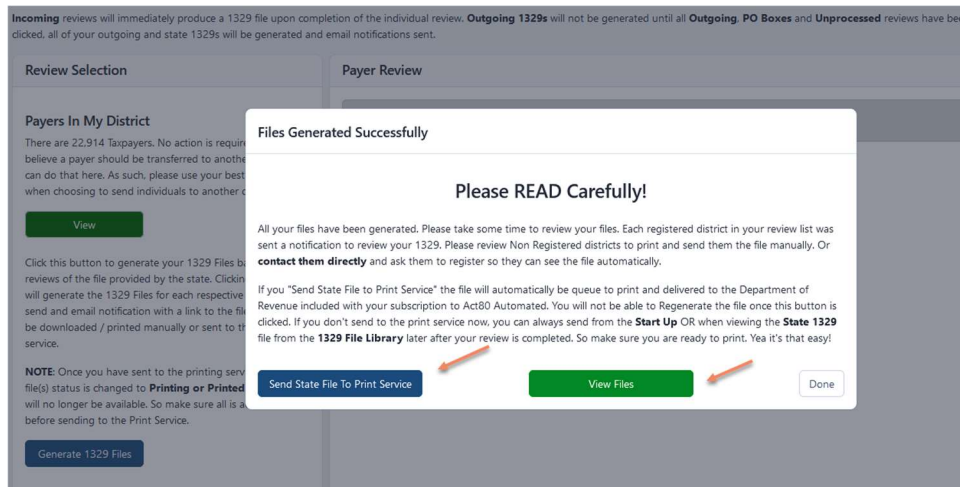 Incoming reviews will immediately produce a 1329 file upon completion of the individual review. Outgoing 1329s will not be generated until all Outgoing, PO Boxes and Unprocessed reviews have
clicked, all of your outgoing and state 1329s will be generated and email notifications sent.
Review Selection
Payer Review
Payers In My District
There are 22,914 Taxpayers. No action is
believe a payer should be transferred to
can do that here. As such, please use your best
when choosing to send individuals to another
View
Click this button to generate your 1329 Files
reviews of the file provided by the state.
will generate the 1329 Files for each respective
send and email notification with a link to the
be downloaded / printed manually or sent to
service.
NOTE: Once you have sent to the printing
file(s) status is changed to Printing or Printed
will no longer be available. So make sure all is
before sending to the Print Service.
Generate 1329 Files
Files Generated Successfully
Please READ Carefully!
All your files have been generated. Please take some time to review your files. Each registered district in your review list was
sent a notification to review your 1329. Please review Non Registered districts to print and send them the file manually. Or
contact them directly and ask them to register so they can see the file automatically.
If you "Send State File to Print Service" the file will automatically be queue to print and delivered to the Department of
Revenue included with your subscription to Act80 Automated. You will not be able to Regenerate the file once this button is
clicked. If you don't send to the print service now, you can always send from the Start Up OR when viewing the State 1329
file from the 1329 File Library later after your review is completed. So make sure you are ready to print. Yea it's that easy!
Send State File To Print Service
View Files
Done